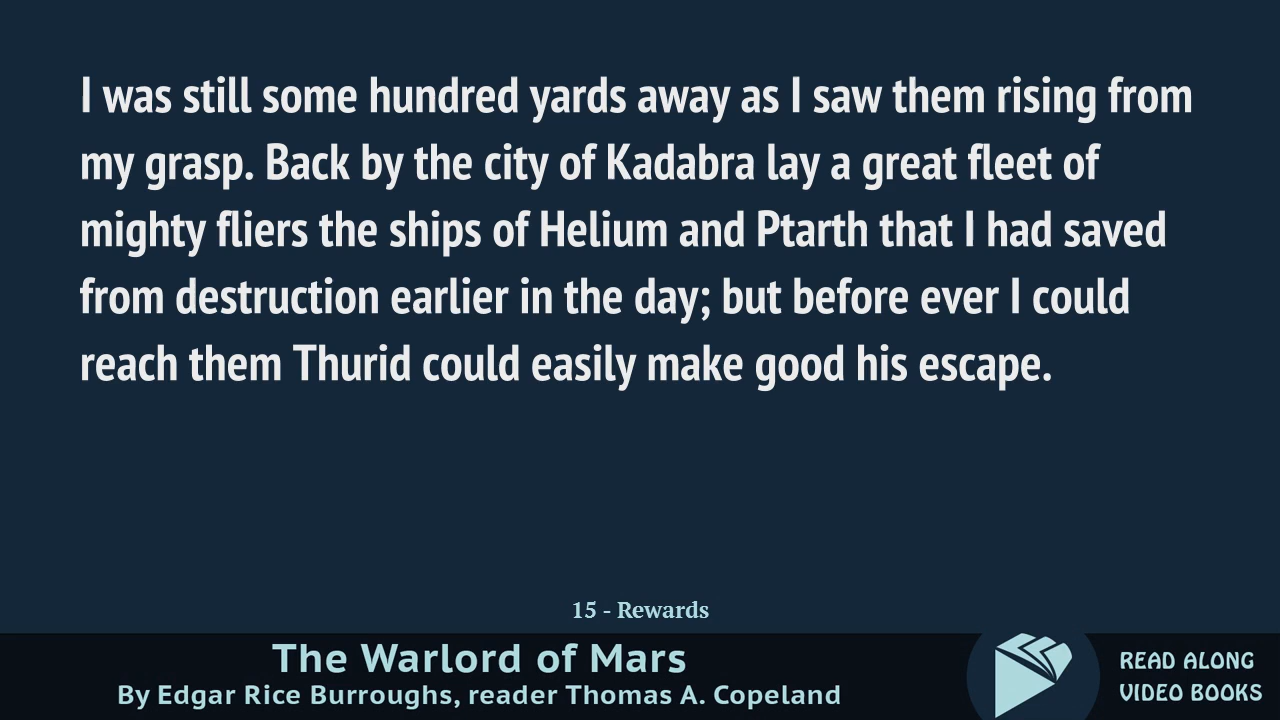 I was still some hundred yards away as I saw them rising from
my grasp. Back by the city of Kadabra lay a great fleet of
mighty fliers the ships of Helium and Ptarth that I had saved
from destruction earlier in the day; but before ever I could
reach them Thurid could easily make good his escape.
15 - Rewards
The Warlord of Mars
By Edgar Rice Burroughs, reader Thomas A. Copeland
READ ALONG
VIDEO BOOKS